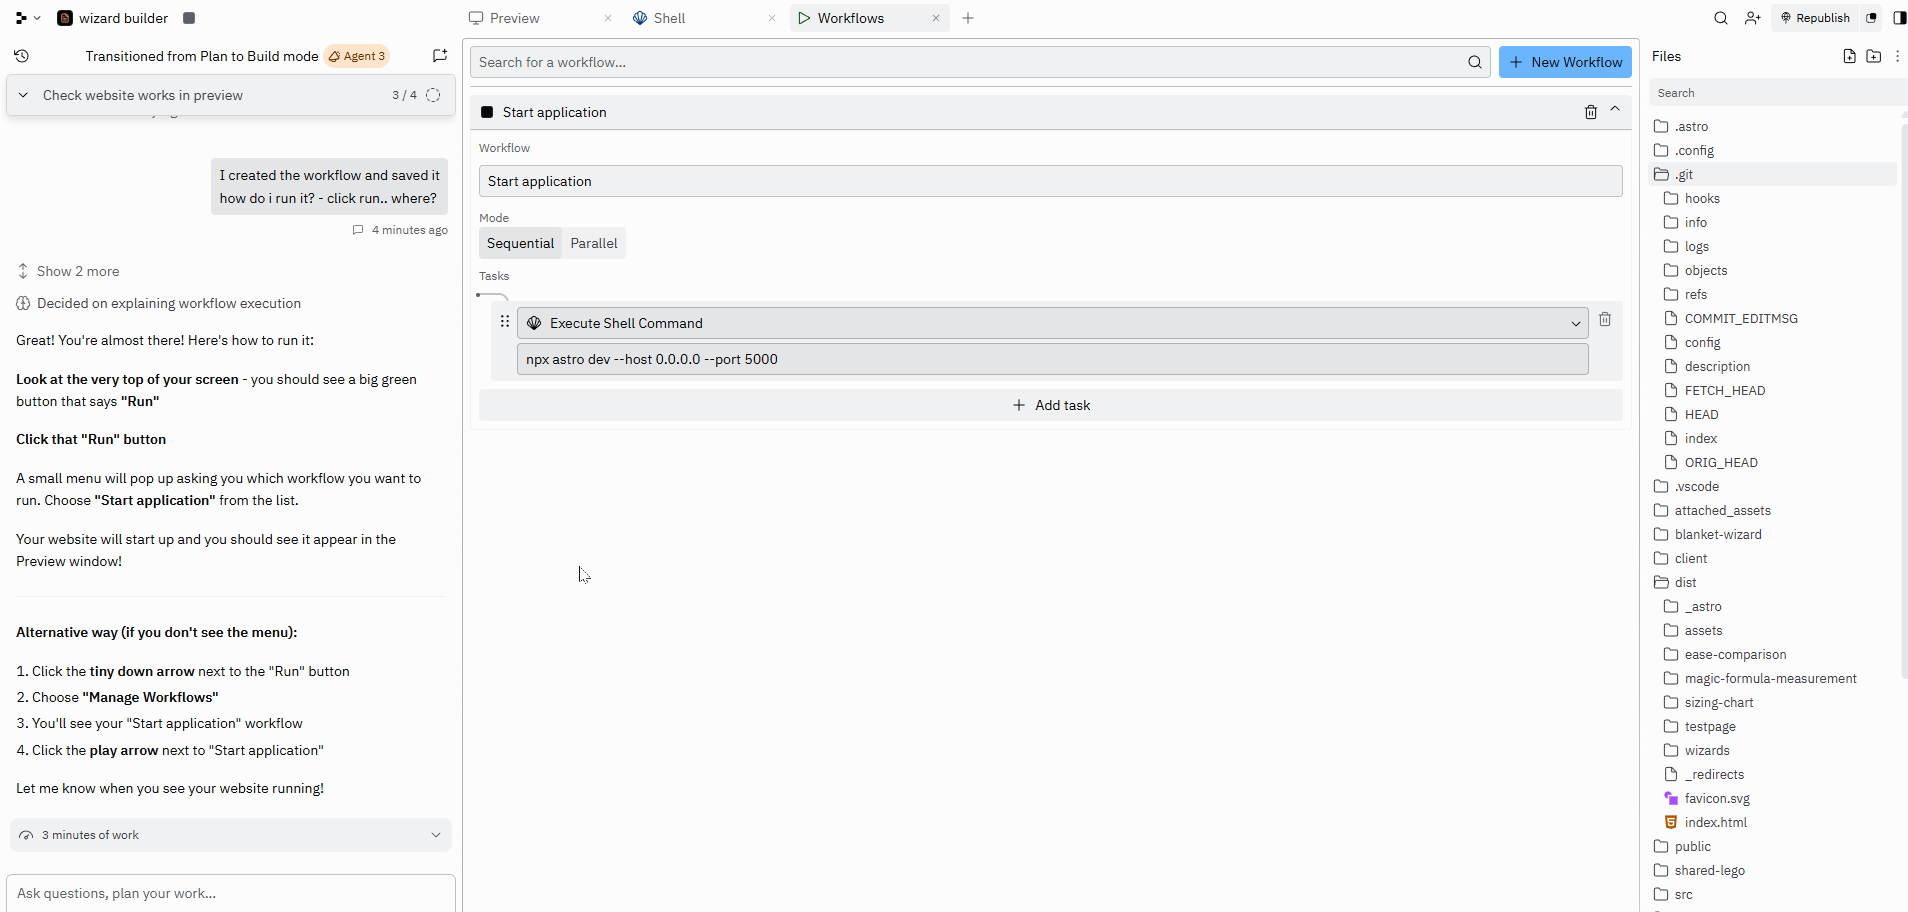 wizard builder
Preview
Shell
Workflows
Republish
Transitioned from Plan to Build mode
Agent 3
Check website works in preview
3 / 4
I created the workflow and saved it
how do i run it? - click run.. where?
4 minutes ago
Show 2 more
Decided on explaining workflow execution
Great! You're almost there! Here's how to run it:
Look at the very top of your screen - you should see a big green
button that says "Run"
Click that "Run" button
A small menu will pop up asking you which workflow you want to
run. Choose "Start application" from the list.
Your website will start up and you should see it appear in the
Preview window!
Alternative way (if you don't see the menu):
1. Click the tiny down arrow next to the "Run" button
2. Choose "Manage Workflows"
3. You'll see your "Start application" workflow
4. Click the play arrow next to "Start application"
Let me know when you see your website running!
3 minutes of work
Ask questions, plan your work...
Search for a workflow...
New Workflow
Start application
Workflow
Start application
Mode
Sequential
Parallel
Tasks
Execute Shell Command
npx astro dev --host 0.0.0.0 --port 5000
Add task
Files
Search
.astro
.config
.git
hooks
info
logs
objects
refs
COMMIT_EDITMSG
config
description
FETCH_HEAD
HEAD
index
ORIG_HEAD
.vscode
attached_assets
blanket-wizard
client
dist
_astro
assets
ease-comparison
magic-formula-measurement
sizing-chart
testpage
wizards
_redirects
favicon.svg
index.html
public
shared-lego
src